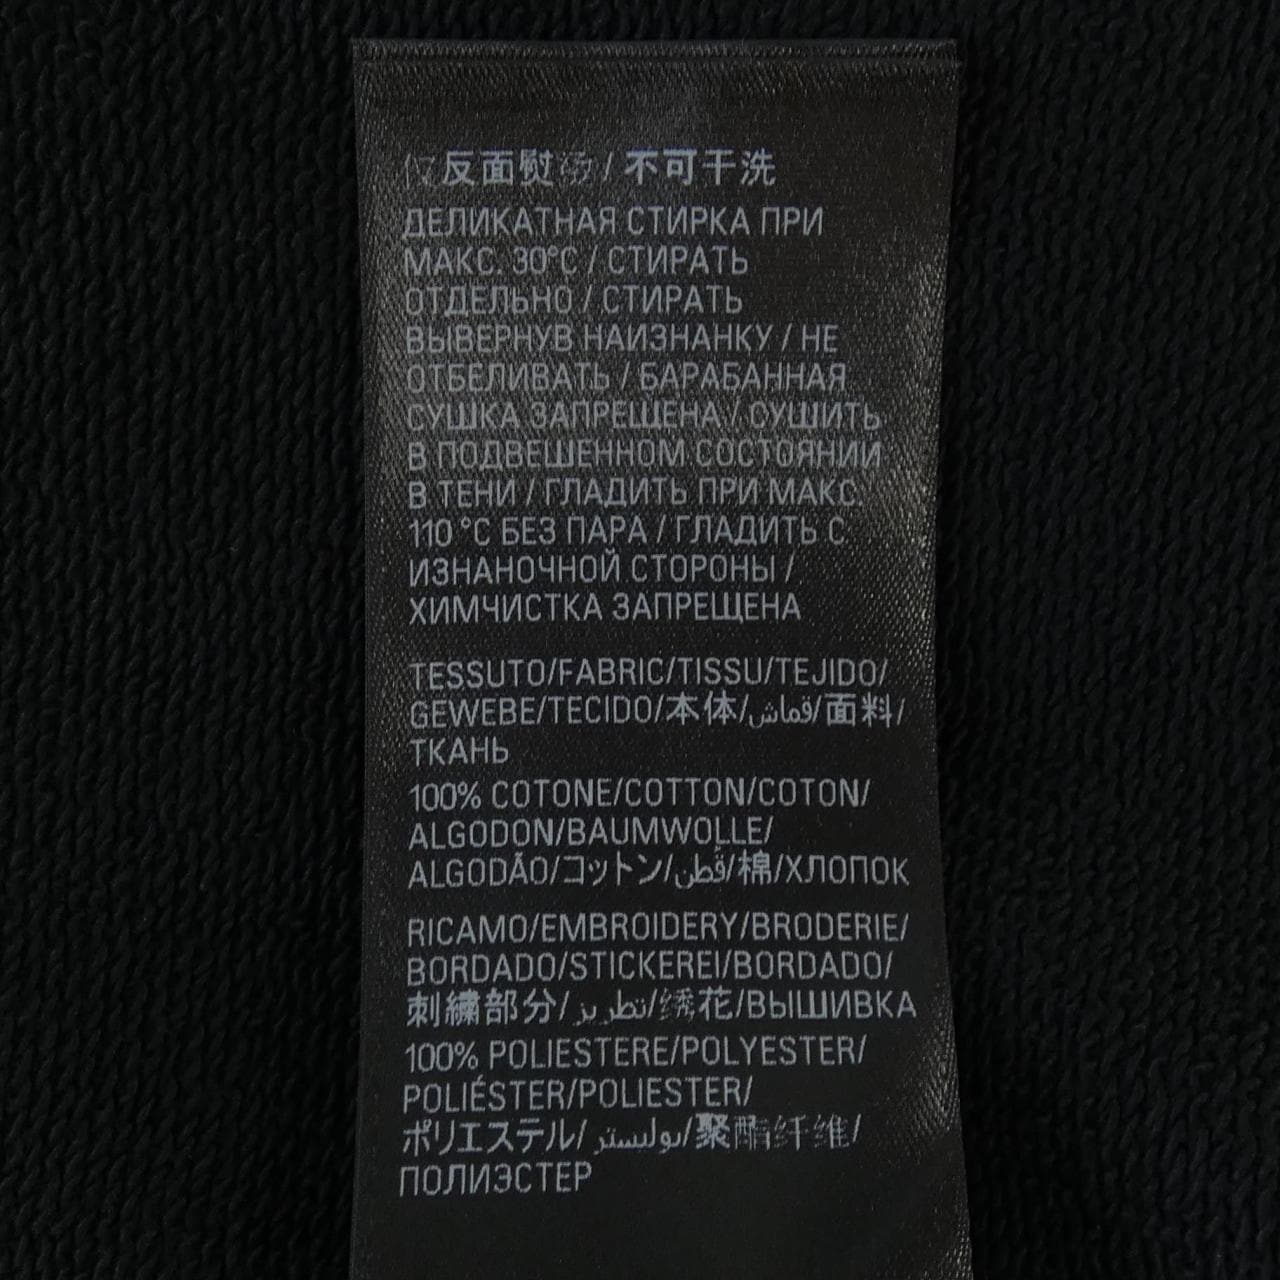 仅反面熨烫/不可干洗
ДЕЛИКАТНАЯ СТИРКА ПРИ
МАКС. 30°C / СТИРАТЬ
ОТДЕЛЬНО / СТИРАТЬ
ВЫВЕРНУВ НАИЗНАНКУ / НЕ
ОТБЕЛИВАТЬ / БАРАБАННАЯ
СУШКА ЗАПРЕЩЕНА / СУШИТЬ
В ПОДВЕШЕННОМ СОСТОЯНИИ
В ТЕНИ / ГЛАДИТЬ ПРИ МАКС.
110 °C БЕЗ ПАРА / ГЛАДИТЬ С
ИЗНАНОЧНОЙ СТОРОНЫ /
ХИМЧИСТКА ЗАПРЕЩЕНА
TESSUTO/FABRIC/TISSU/TEJIDO/
GEWEBE/TECIDO/本体/قماش/面料/
ТКАНЬ
100% COTONE/COTTON/COTON/
ALGODON/BAUMWOLLE/
ALGODÃO/コットン/قُطن/棉/ХЛОПОК
RICAMO/EMBROIDERY/BRODERIE/
BORDADO/STICKEREI/BORDADO/
刺繍部分/تطريز/绣花/ВЫШИВКА
100% POLIESTERE/POLYESTER/
POLIÉSTER/POLIESTER/
ポリエステル/بوليستر/聚酯纤维/
ПОЛИЭСТЕР